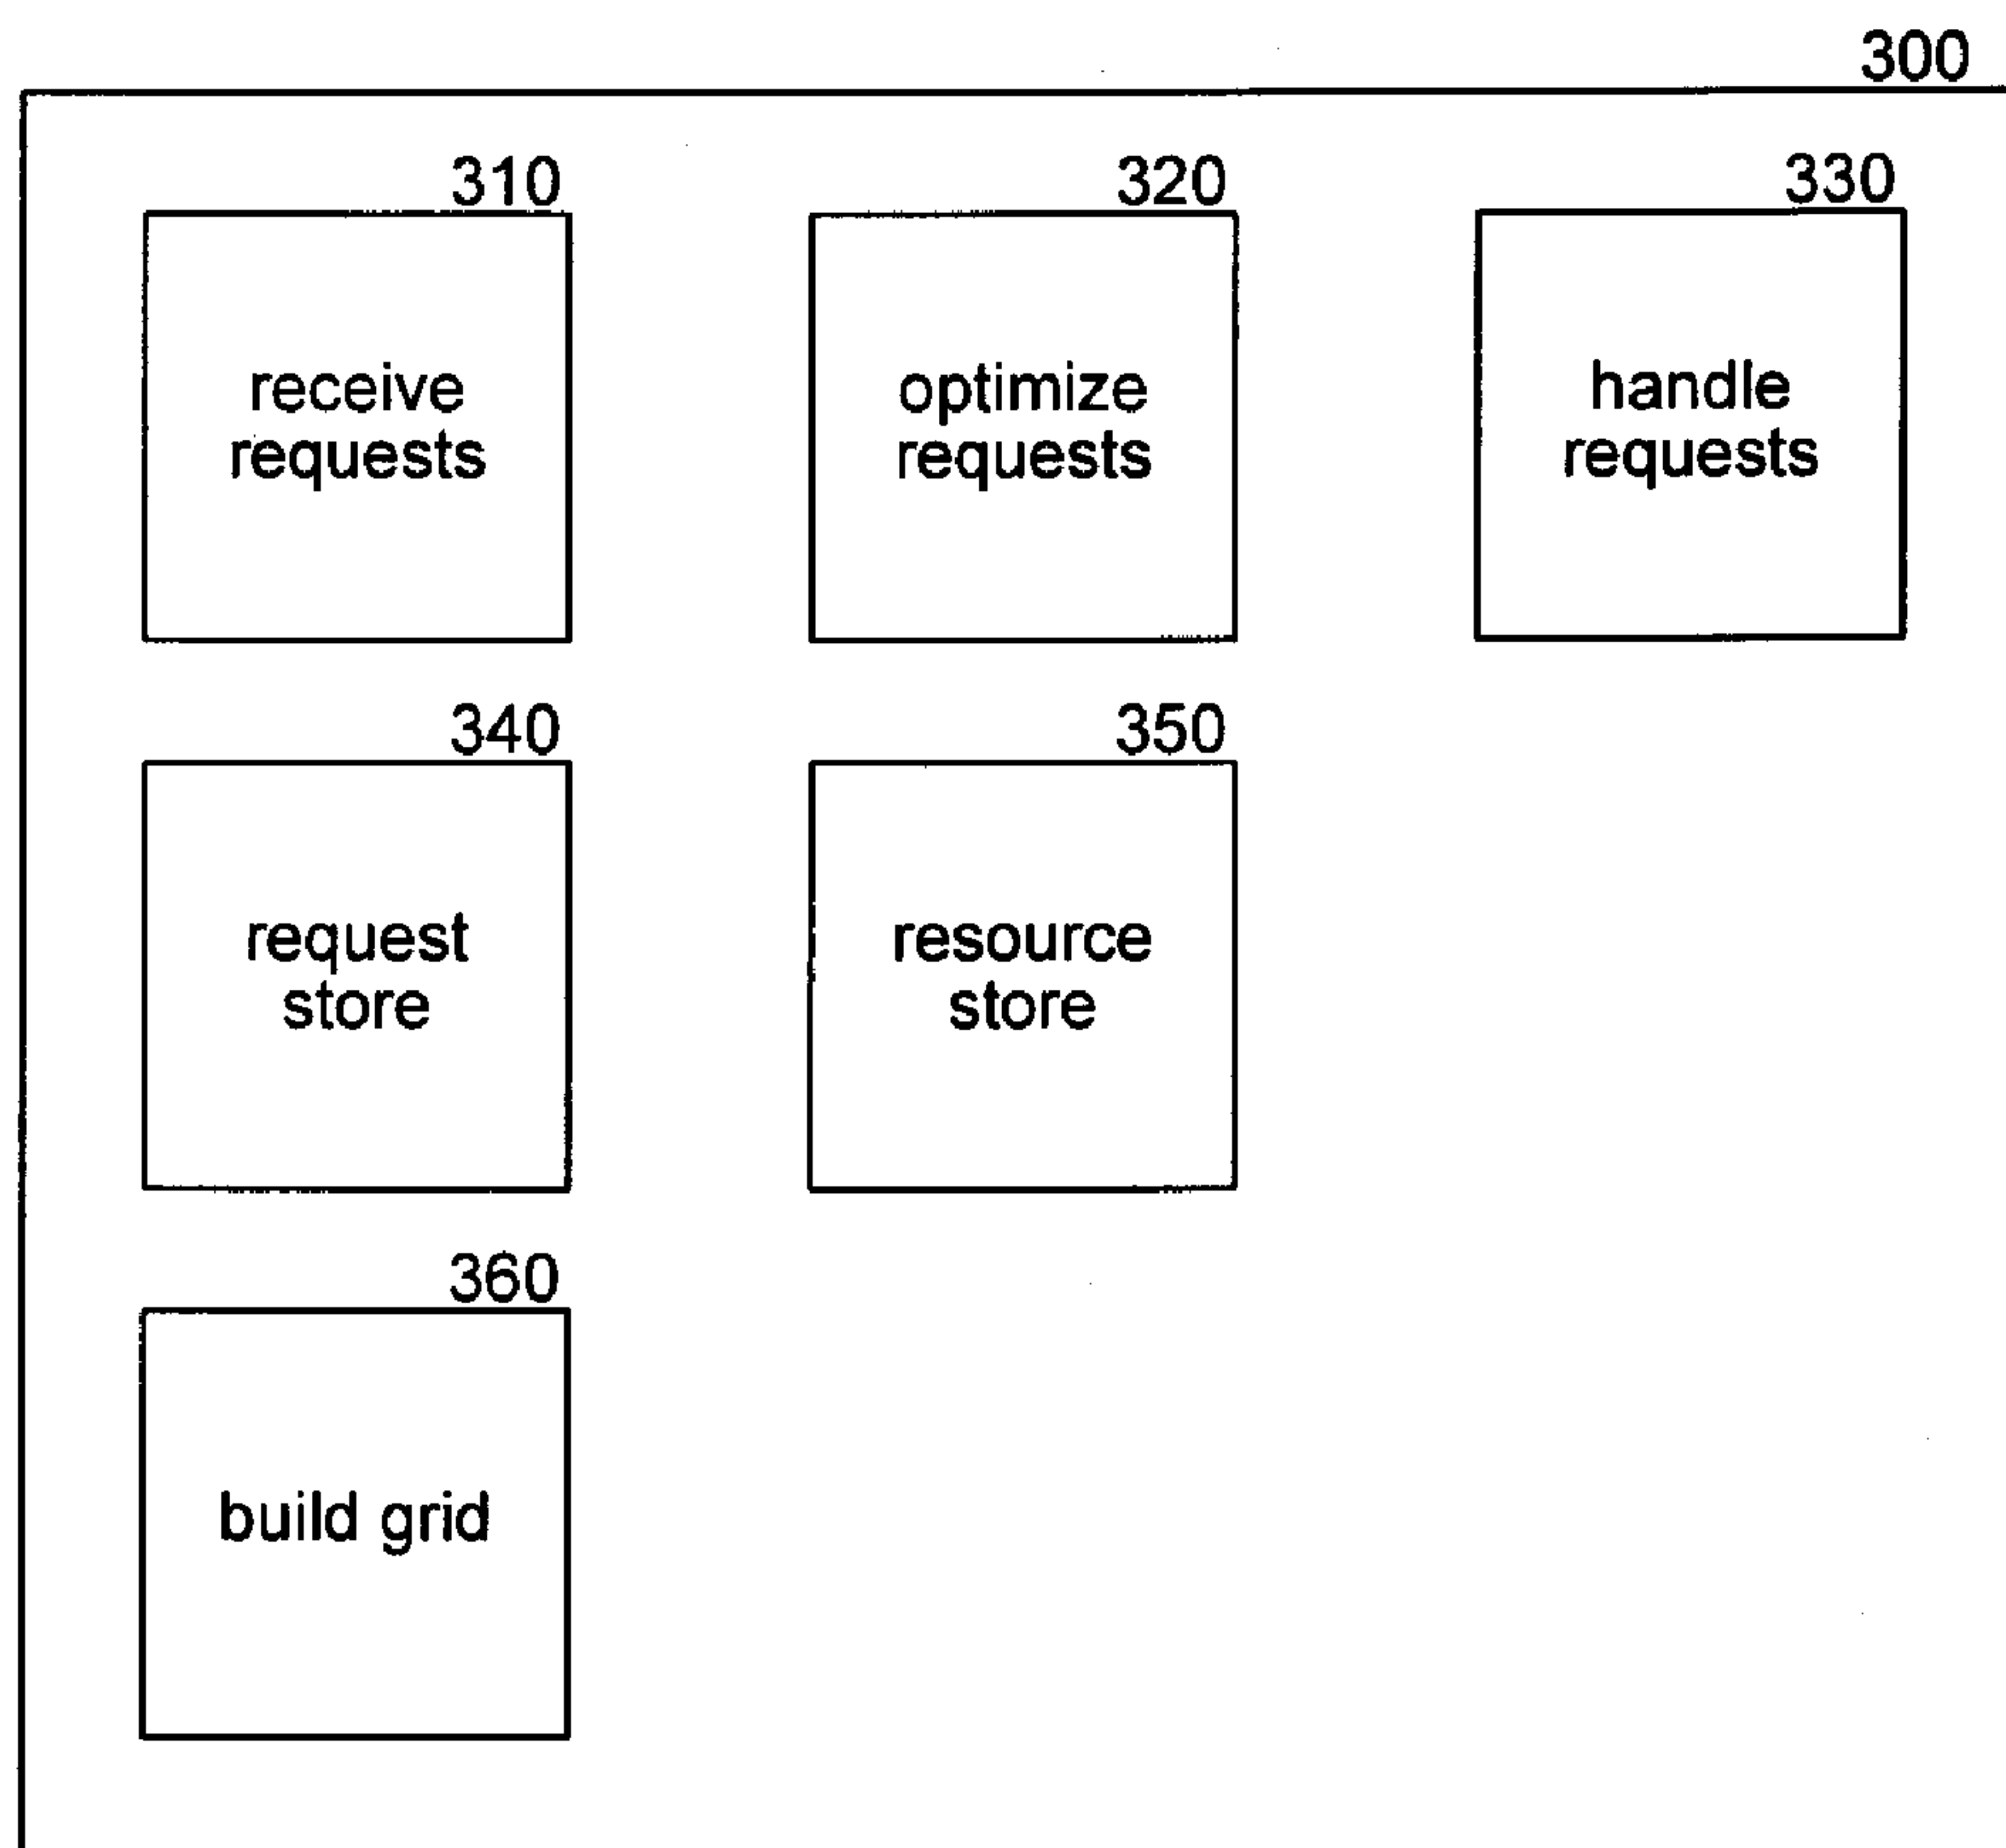 300
310
receive
requests
320
optimize
requests
330
handle
requests
340
request
store
350
resource
store
360
build grid